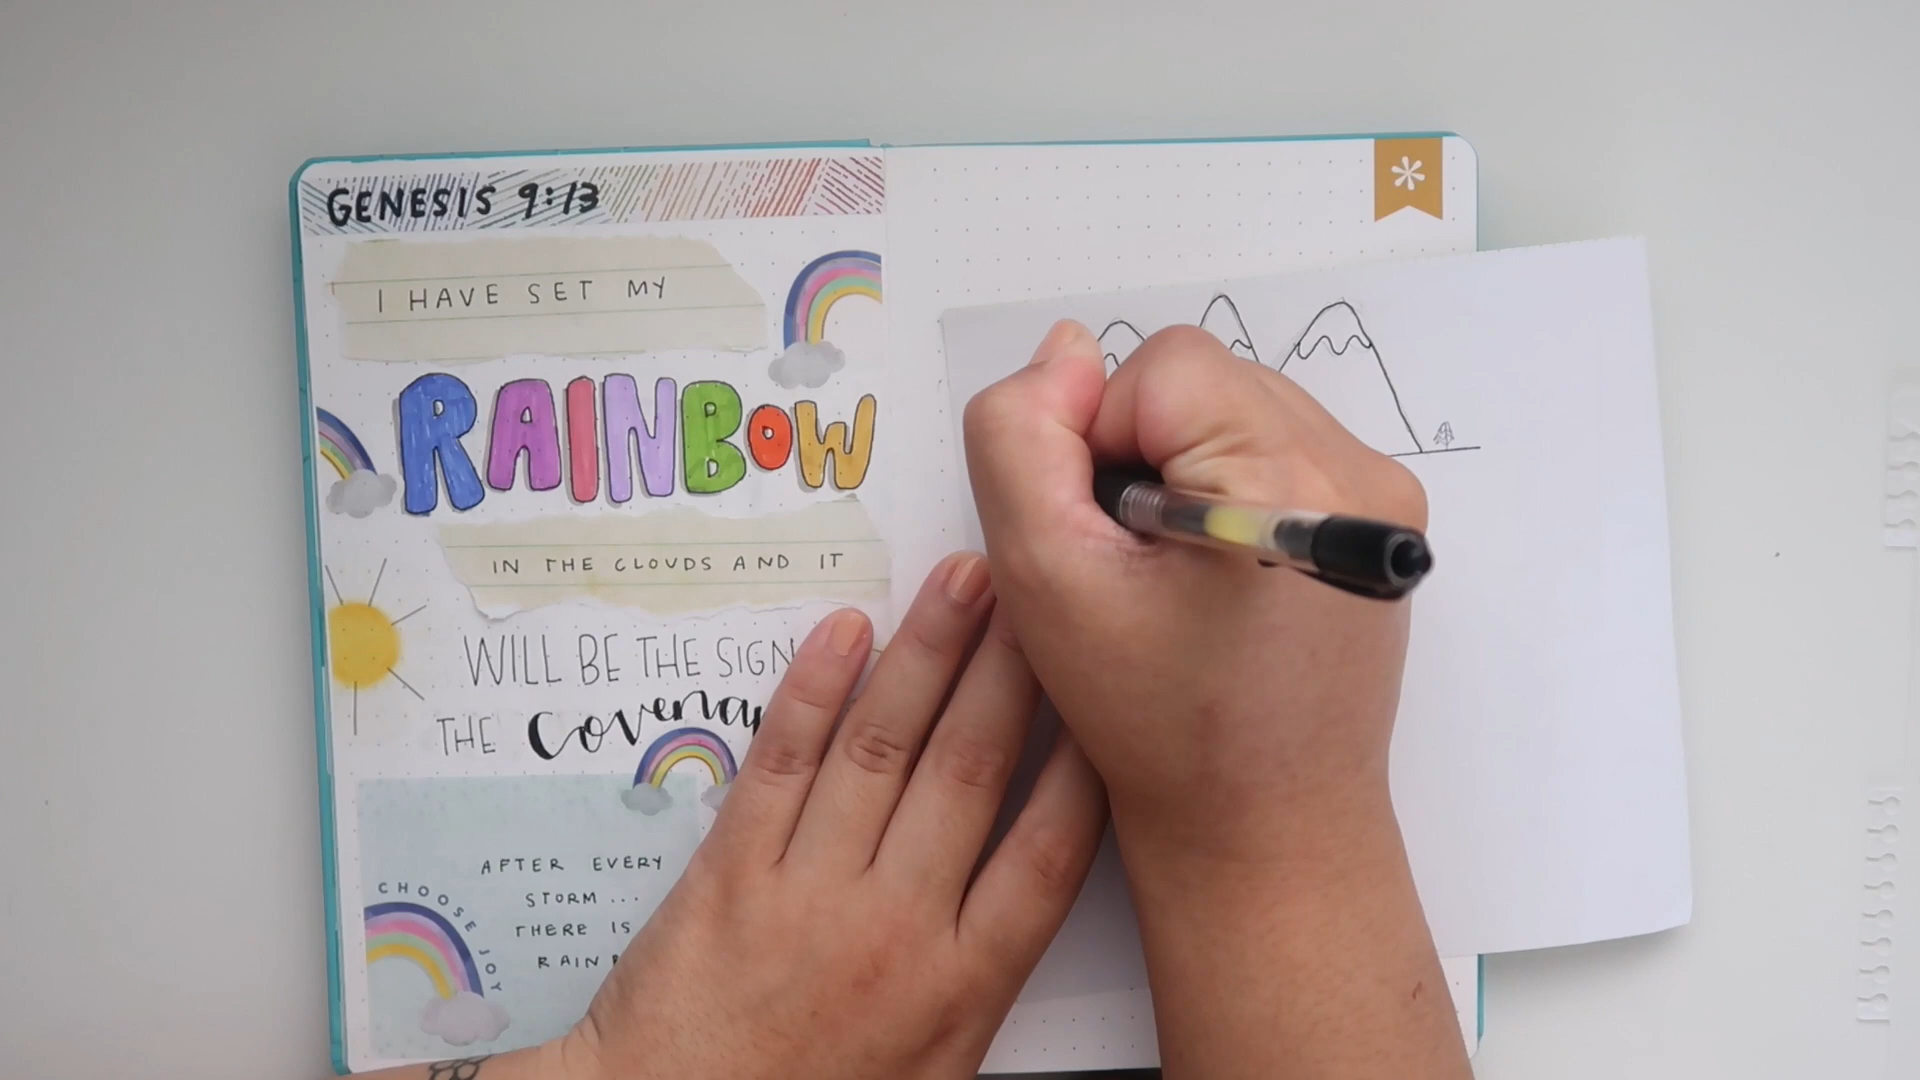 GENESIS 9:13
I HAVE SET MY
RAINBOW
IN THE CLOUDS AND IT
WILL BE THE SIGN
THE
AFTER EVERY
STORM ...
THERE IS
CHOOSE JOY